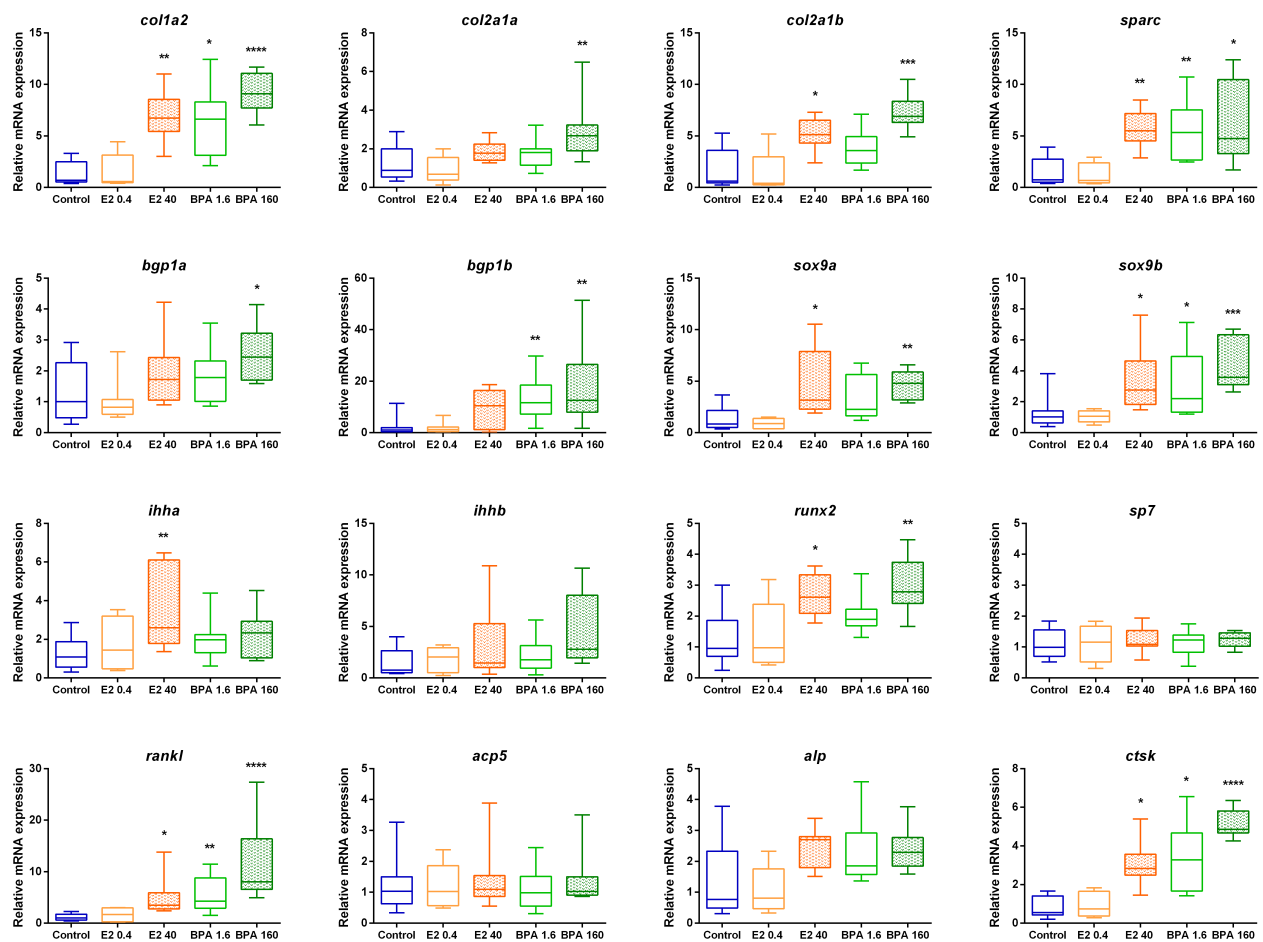 col1a2
Relative mRNA expression
15
10
5
0
** * ****
Control E2 0.4 E2 40 BPA 1.6 BPA 160
col2a1a
Relative mRNA expression
8
6
4
2
0
**
Control E2 0.4 E2 40 BPA 1.6 BPA 160
col2a1b
Relative mRNA expression
15
10
5
0
* ***
Control E2 0.4 E2 40 BPA 1.6 BPA 160
sparc
Relative mRNA expression
15
10
5
0
** ** *
Control E2 0.4 E2 40 BPA 1.6 BPA 160
bgp1a
Relative mRNA expression
5
4
3
2
1
0
*
Control E2 0.4 E2 40 BPA 1.6 BPA 160
bgp1b
Relative mRNA expression
60
40
20
0
** **
Control E2 0.4 E2 40 BPA 1.6 BPA 160
sox9a
Relative mRNA expression
15
10
5
0
* **
Control E2 0.4 E2 40 BPA 1.6 BPA 160
sox9b
Relative mRNA expression
10
8
6
4
2
0
* * ***
Control E2 0.4 E2 40 BPA 1.6 BPA 160
ihha
Relative mRNA expression
8
6
4
2
0
**
Control E2 0.4 E2 40 BPA 1.6 BPA 160
ihhb
Relative mRNA expression
15
10
5
0
Control E2 0.4 E2 40 BPA 1.6 BPA 160
runx2
Relative mRNA expression
5
4
3
2
1
0
* **
Control E2 0.4 E2 40 BPA 1.6 BPA 160
sp7
Relative mRNA expression
5
4
3
2
1
0
Control E2 0.4 E2 40 BPA 1.6 BPA 160
rankl
Relative mRNA expression
30
20
10
0
* ** ****
Control E2 0.4 E2 40 BPA 1.6 BPA 160
acp5
Relative mRNA expression
5
4
3
2
1
0
Control E2 0.4 E2 40 BPA 1.6 BPA 160
alp
Relative mRNA expression
5
4
3
2
1
0
Control E2 0.4 E2 40 BPA 1.6 BPA 160
ctsk
Relative mRNA expression
8
6
4
2
0
* * ****
Control E2 0.4 E2 40 BPA 1.6 BPA 160